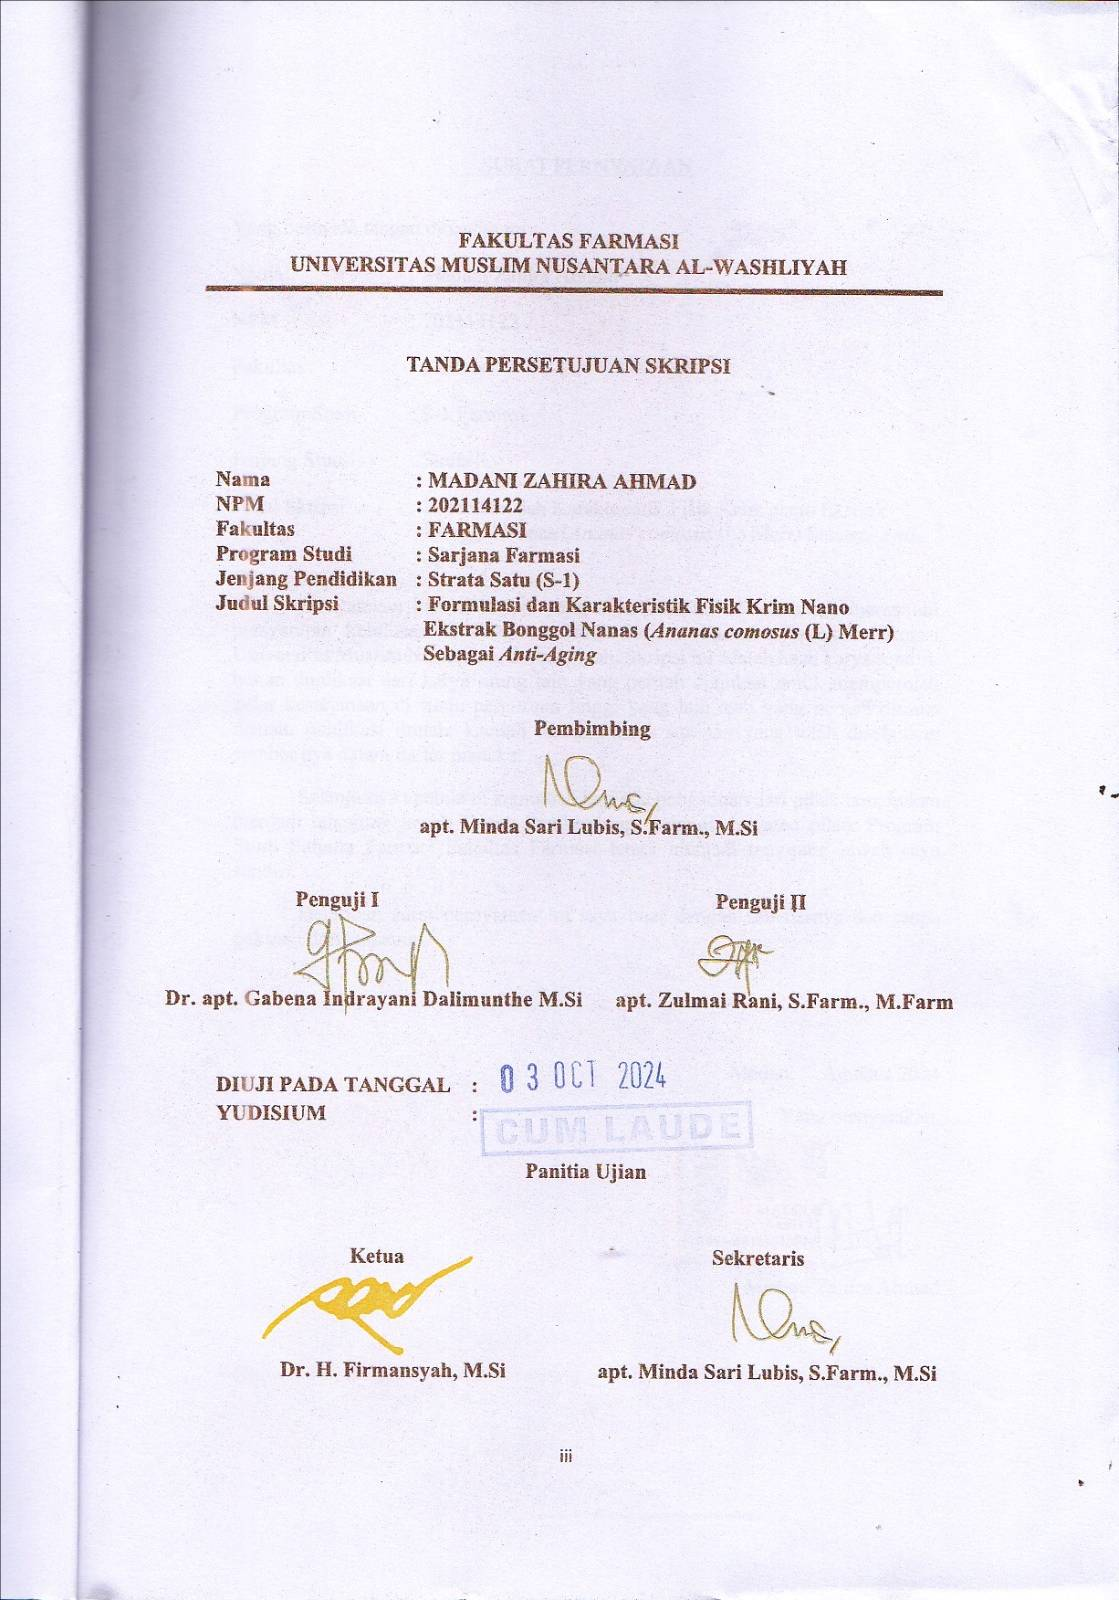 FAKULTAS FARMASI
UNIVERSITAS MUSLIM NUSANTARA AL-WASHLIYAH
TANDA PERSETUJUAN SKRIPSI
Nama : MADANI ZAHIRA AHMAD
NPM : 202114122
Fakultas : FARMASI
Program Studi : Sarjana Farmasi
Jenjang Pendidikan : Strata Satu (S-1)
Judul Skripsi : Formulasi dan Karakteristik Fisik Krim Nano
Ekstrak Bonggol Nanas (Ananas comosus (L) Merr)
Sebagai Anti-Aging
Pembimbing
apt. Minda Sari Lubis, S.Farm., M.Si
Penguji I Penguji II
Dr. apt. Gabena Indrayani Dalimunthe M.Si apt. Zulmai Rani, S.Farm., M.Farm
DIUJI PADA TANGGAL : 03 OCT 2024
YUDISIUM : CUM LAUDE
Panitia Ujian
Ketua Sekretaris
Dr. H. Firmansyah, M.Si apt. Minda Sari Lubis, S.Farm., M.Si
iii